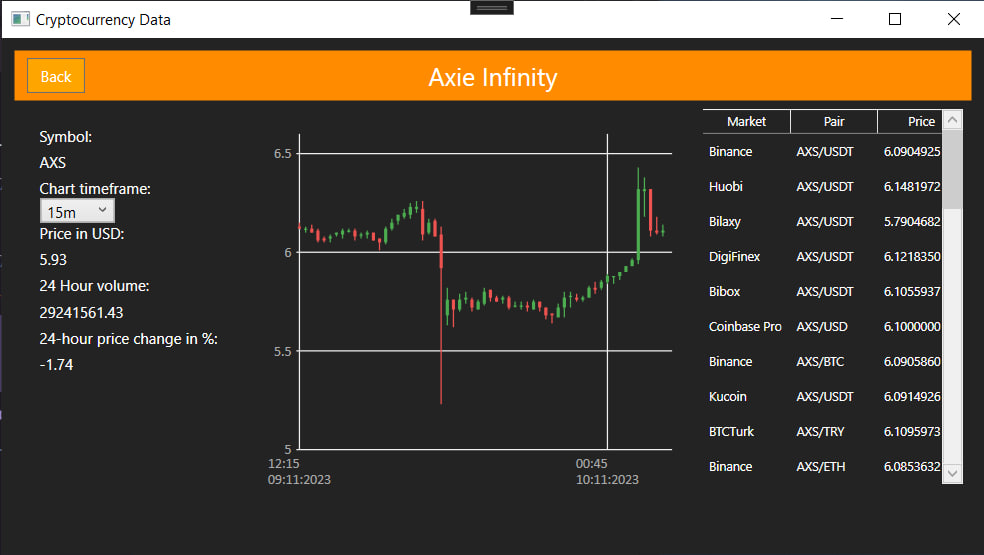 Cryptocurrency Data
Back
Axie Infinity
Symbol:
AXS
Chart timeframe:
15m
Price in USD:
5.93
24 Hour volume:
29241561.43
24-hour price change in %:
-1.74
6.5
6
5.5
5
12:15
09:11:2023
00:45
10:11:2023
Market Pair Price
Binance AXS/USDT 6.0904925
Huobi AXS/USDT 6.1481972
Bilaxy AXS/USDT 5.7904682
DigiFinex AXS/USDT 6.1218350
Bibox AXS/USDT 6.1055937
Coinbase Pro AXS/USD 6.1000000
Binance AXS/BTC 6.0905860
Kucoin AXS/USDT 6.0914926
BTCTurk AXS/TRY 6.1095973
Binance AXS/ETH 6.0853632